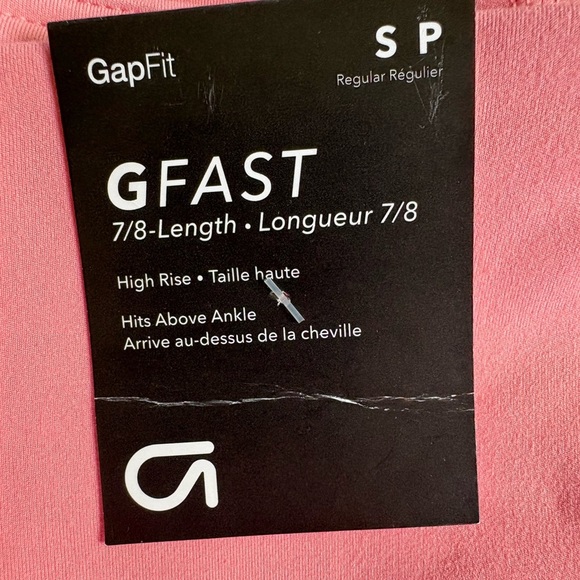 GapFit
S P
Regular Régulier
GFAST
7/8-Length • Longueur 7/8
High Rise • Taille haute
Hits Above Ankle
Arrive au-dessus de la cheville